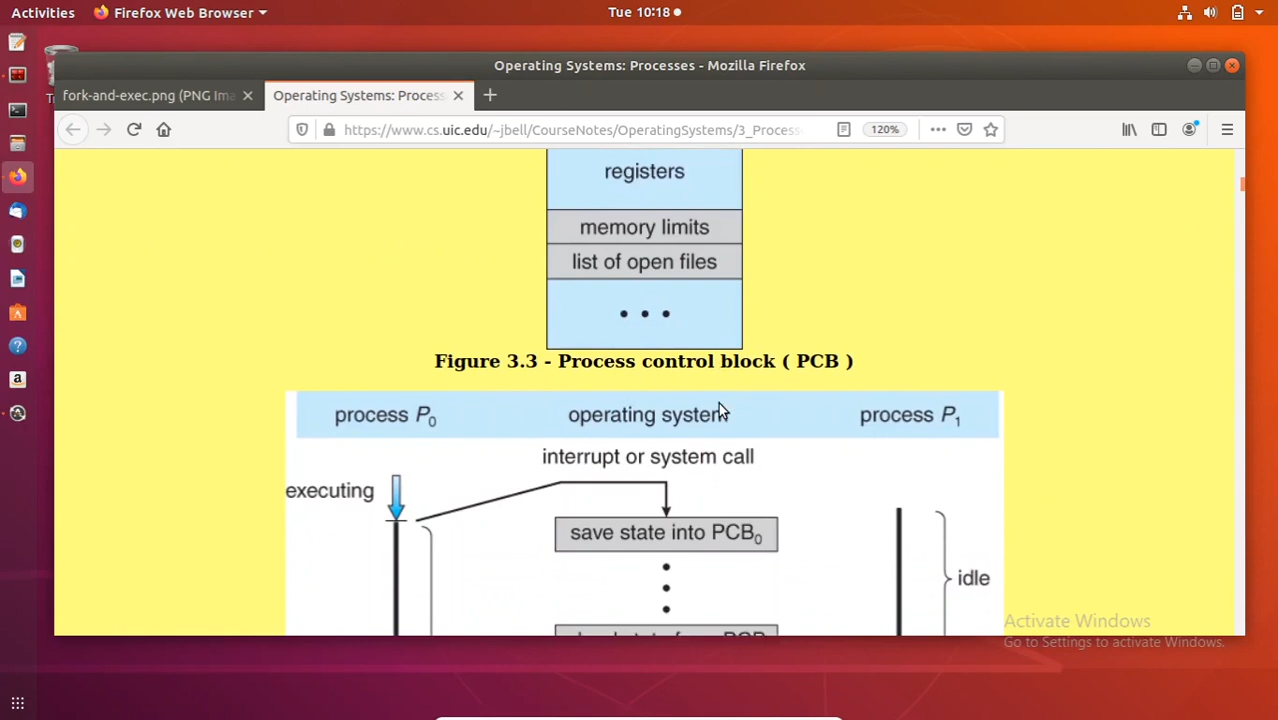 Activities Firefox Web Browser Tue 10:18
Operating Systems: Processes - Mozilla Firefox
fork-and-exec.png (PNG Ima Operating Systems: Process
https://www.cs.uic.edu/~jbell/CourseNotes/OperatingSystems/3_Process 120%
registers
memory limits
list of open files
Figure 3.3 - Process control block ( PCB )
process P0 operating system process P1
interrupt or system call
executing
save state into PCB0
idle
Activate Windows
Go to Settings to activate Windows.